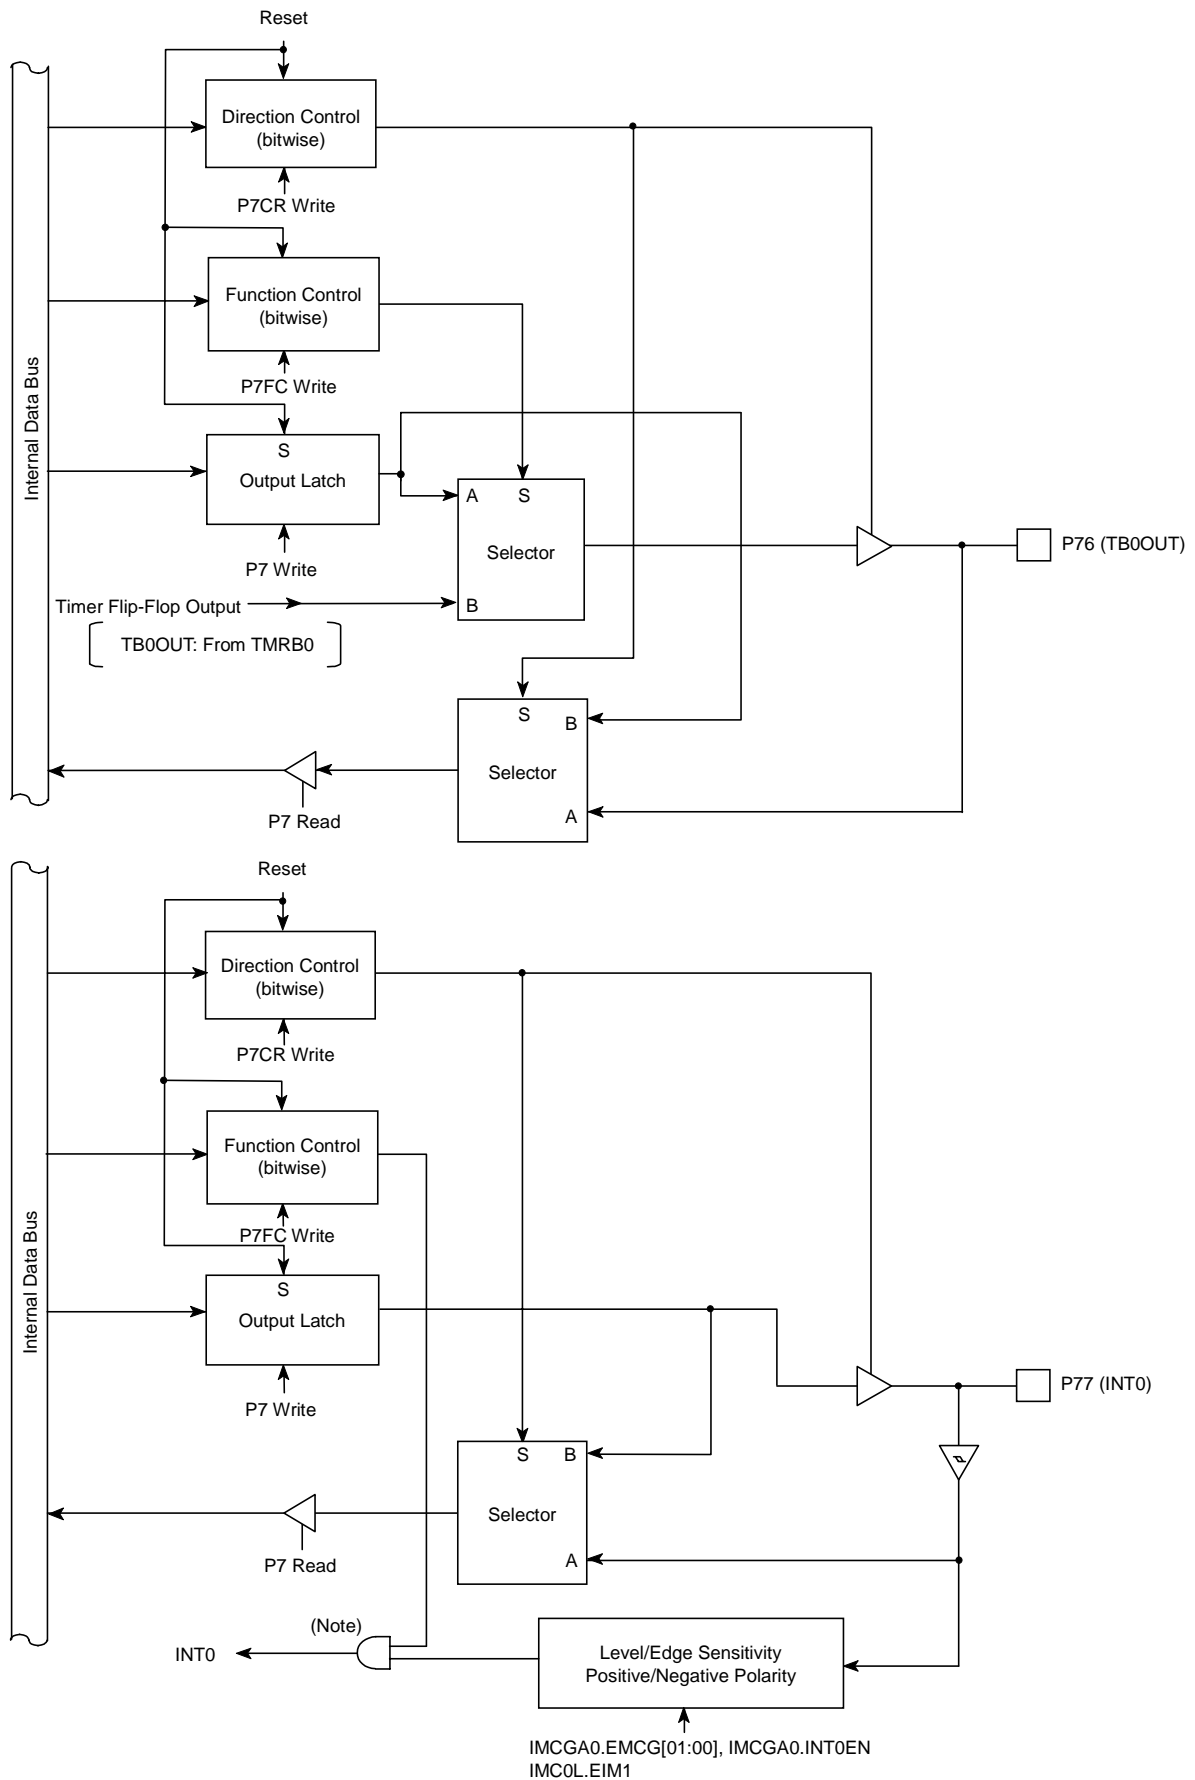 Reset
Direction Control
(bitwise)
P7CR Write
Function Control
(bitwise)
P7FC Write
Internal Data Bus
S
Output Latch
A S
Selector
P7 Write
P76 (TB0OUT)
Timer Flip-Flop Output
B
TB0OUT: From TMRB0
S
B
Selector
A
P7 Read
Reset
Direction Control
(bitwise)
P7CR Write
Function Control
(bitwise)
P7FC Write
Internal Data Bus
S
Output Latch
P77 (INT0)
P7 Write
S B
Selector
A
P7 Read
(Note)
INT0
Level/Edge Sensitivity
Positive/Negative Polarity
IMCGA0.EMCG[01:00], IMCGA0.INT0EN
IMC0L.EIM1